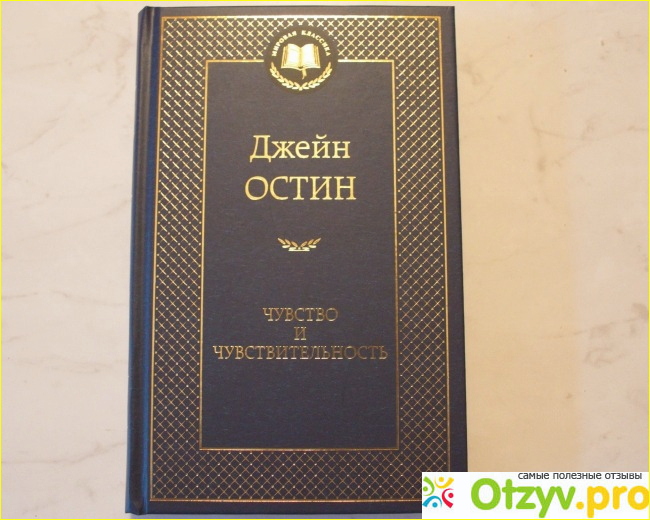 МИРОВАЯ КЛАССИКА
Джейн
ОСТИН
ЧУВСТВО
И
ЧУВСТВИТЕЛЬНОСТЬ
самые полезные отзывы
Otzyv.pro